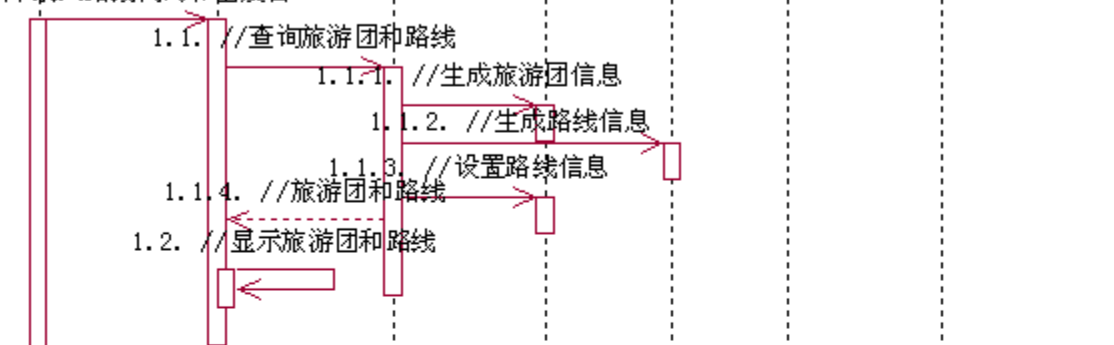 1.1. //查询旅游团和路线
1.1.1. //生成旅游团信息
1.1.2. //生成路线信息
1.1.3. //设置路线信息
1.1.4. //旅游团和路线
1.2. //显示旅游团和路线